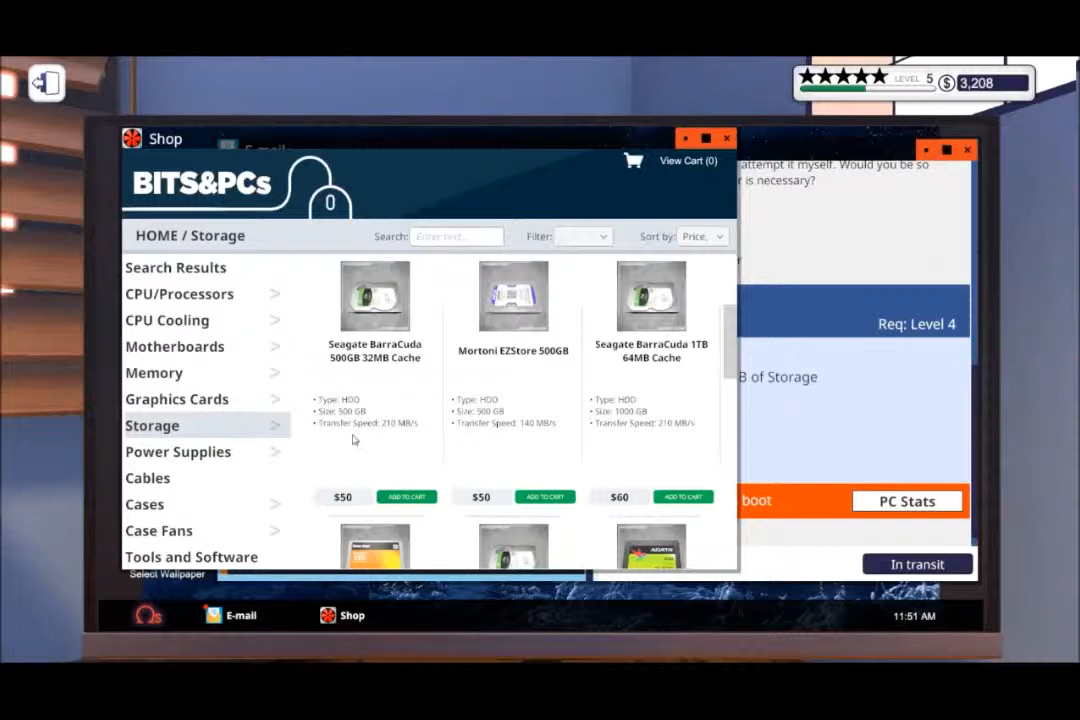 LEVEL 5 $ 3,208
Shop
BITS&PCs
0
View Cart (0)
HOME / Storage
Search: Enter text...
Filter:
Sort by: Price,
Search Results
CPU/Processors >
CPU Cooling >
Motherboards >
Memory >
Graphics Cards >
Storage >
Power Supplies >
Cables
Cases >
Case Fans >
Tools and Software
Seagate BarraCuda
500GB 32MB Cache
• Type: HDD
• Size: 500 GB
• Transfer Speed: 210 MB/s
$50 ADD TO CART
Mortoni EZStore 500GB
• Type: HDD
• Size: 500 GB
• Transfer Speed: 140 MB/s
$50 ADD TO CART
Seagate BarraCuda 1TB
64MB Cache
• Type: HDD
• Size: 1000 GB
• Transfer Speed: 210 MB/s
$60 ADD TO CART
ADATA
attempt it myself. Would you be so
r is necessary?
Req: Level 4
B of Storage
boot
PC Stats
In transit
Select Wallpaper
E-mail
Shop
11:51 AM